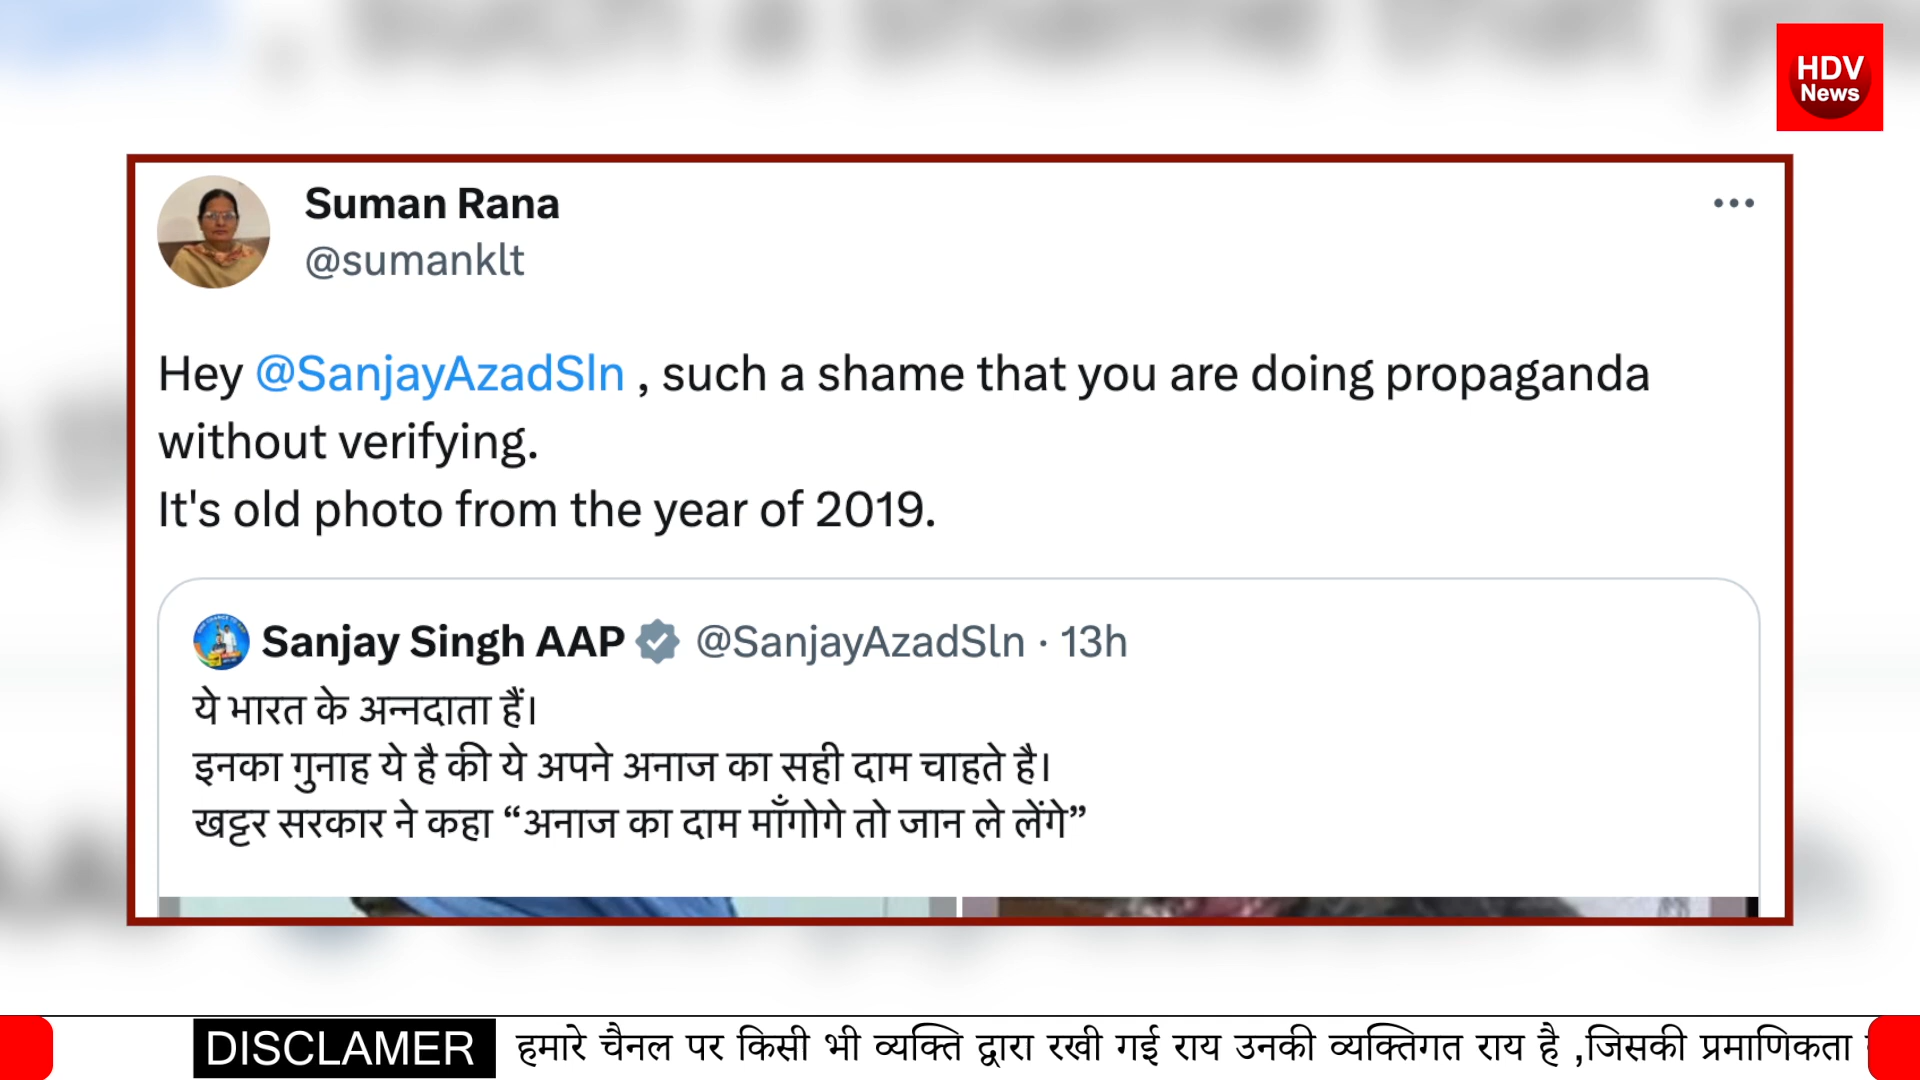 HDV
News
Suman Rana
@sumanklt
Hey @SanjayAzadSln , such a shame that you are doing propaganda
without verifying.
It's old photo from the year of 2019.
Sanjay Singh AAP @SanjayAzadSln · 13h
ये भारत के अन्नदाता हैं।
इनका गुनाह ये है की ये अपने अनाज का सही दाम चाहते है।
खट्टर सरकार ने कहा “अनाज का दाम माँगोगे तो जान ले लेंगे”
DISCLAMER हमारे चैनल पर किसी भी व्यक्ति द्वारा रखी गई राय उनकी व्यक्तिगत राय है ,जिसकी प्रमाणिकता